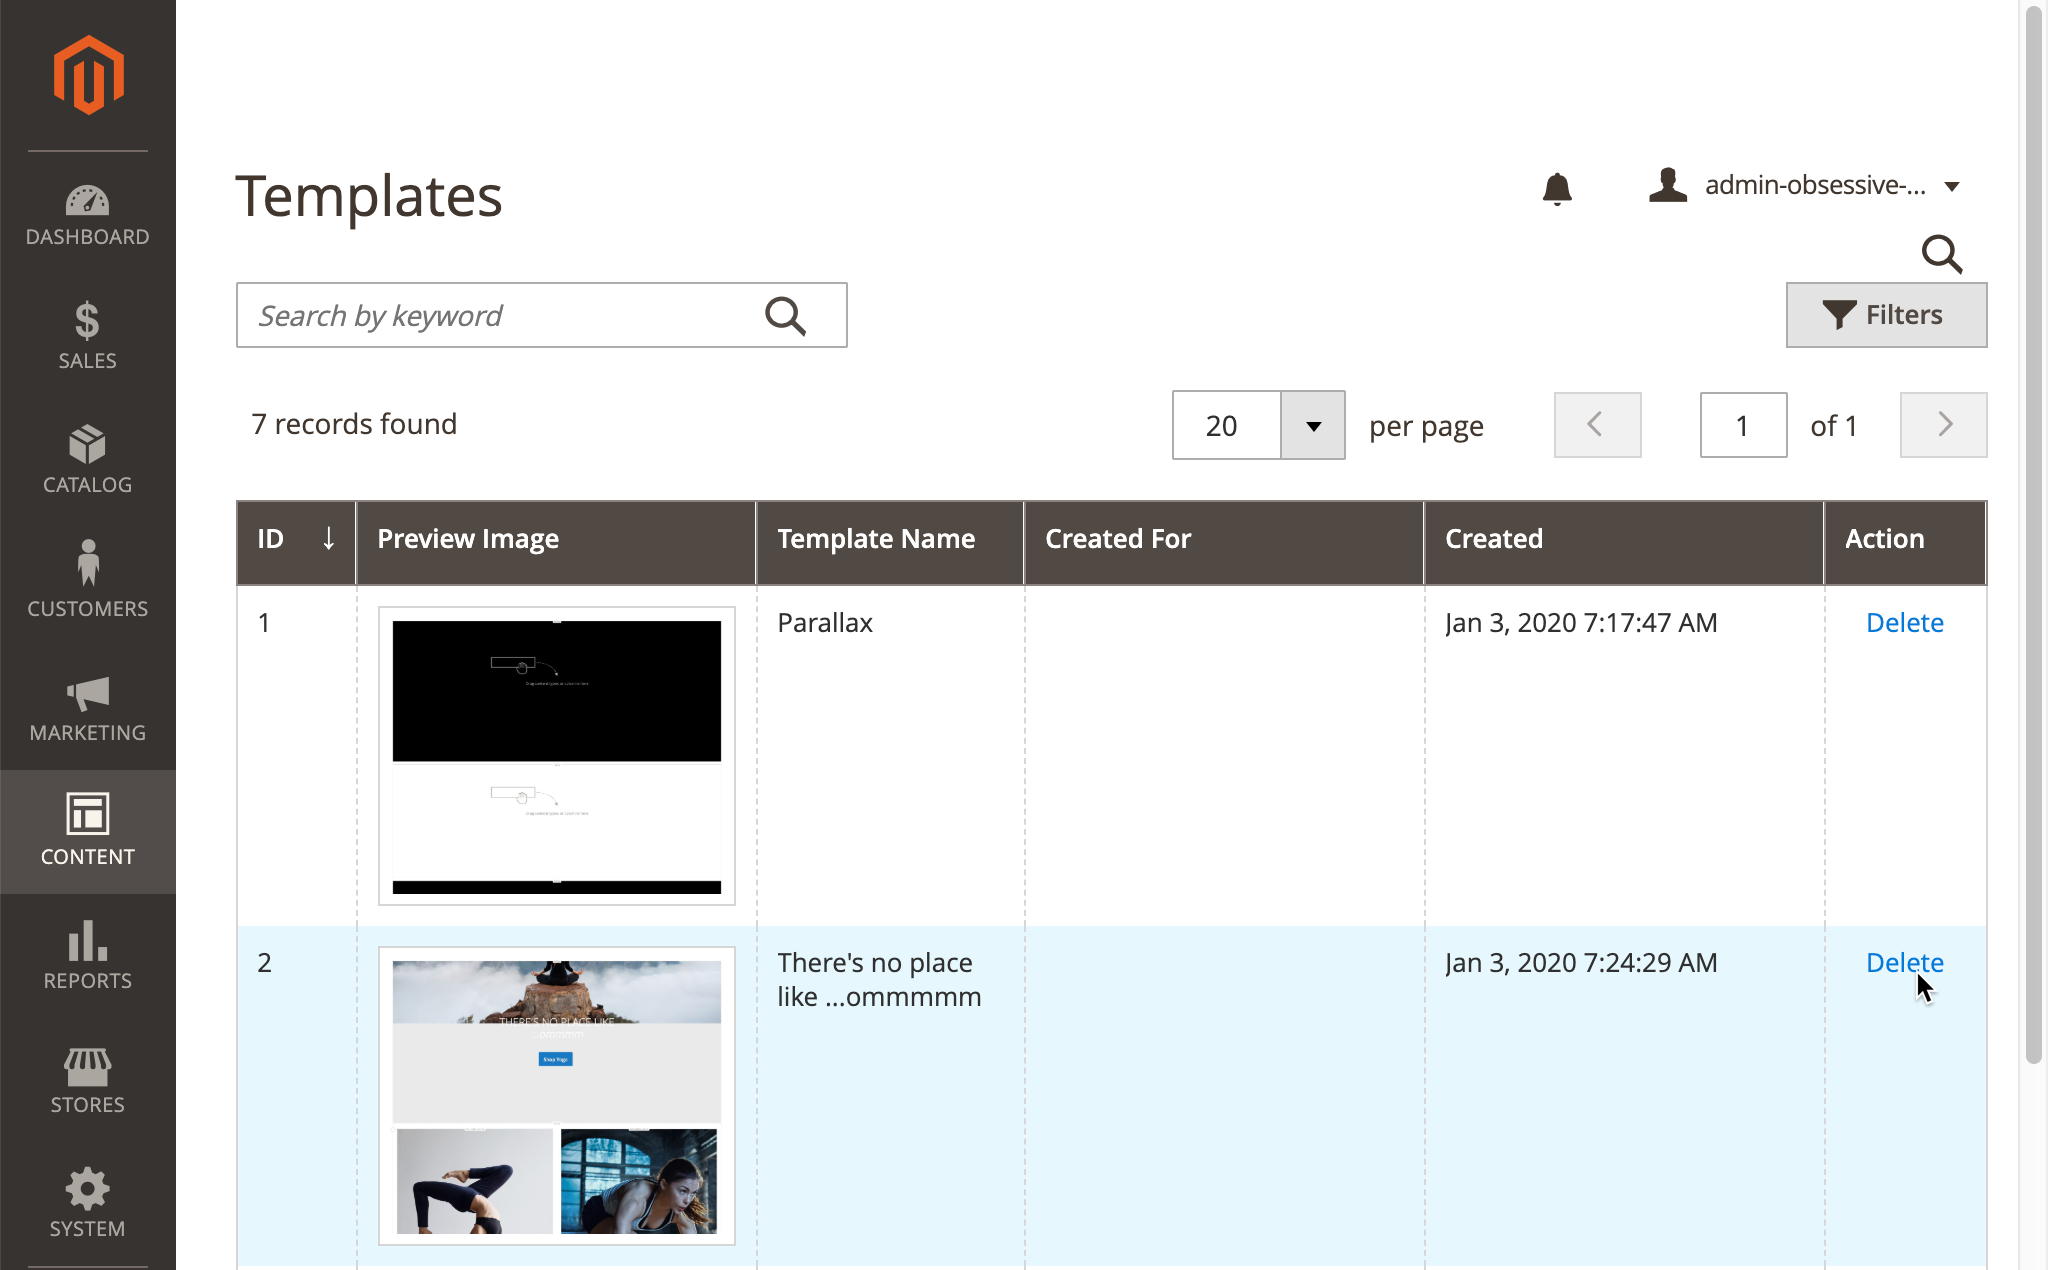 Templates
admin-obsessive-...
DASHBOARD
SALES
CATALOG
CUSTOMERS
MARKETING
CONTENT
REPORTS
STORES
SYSTEM
Search by keyword
Filters
7 records found
20 per page 1 of 1
ID ↓ Preview Image Template Name Created For Created Action
1 Parallax Jan 3, 2020 7:17:47 AM Delete
2 There's no place Jan 3, 2020 7:24:29 AM Delete
like ...ommmmm
THERE'S NO PLACE LIKE
...ommmm
Shop Yoga